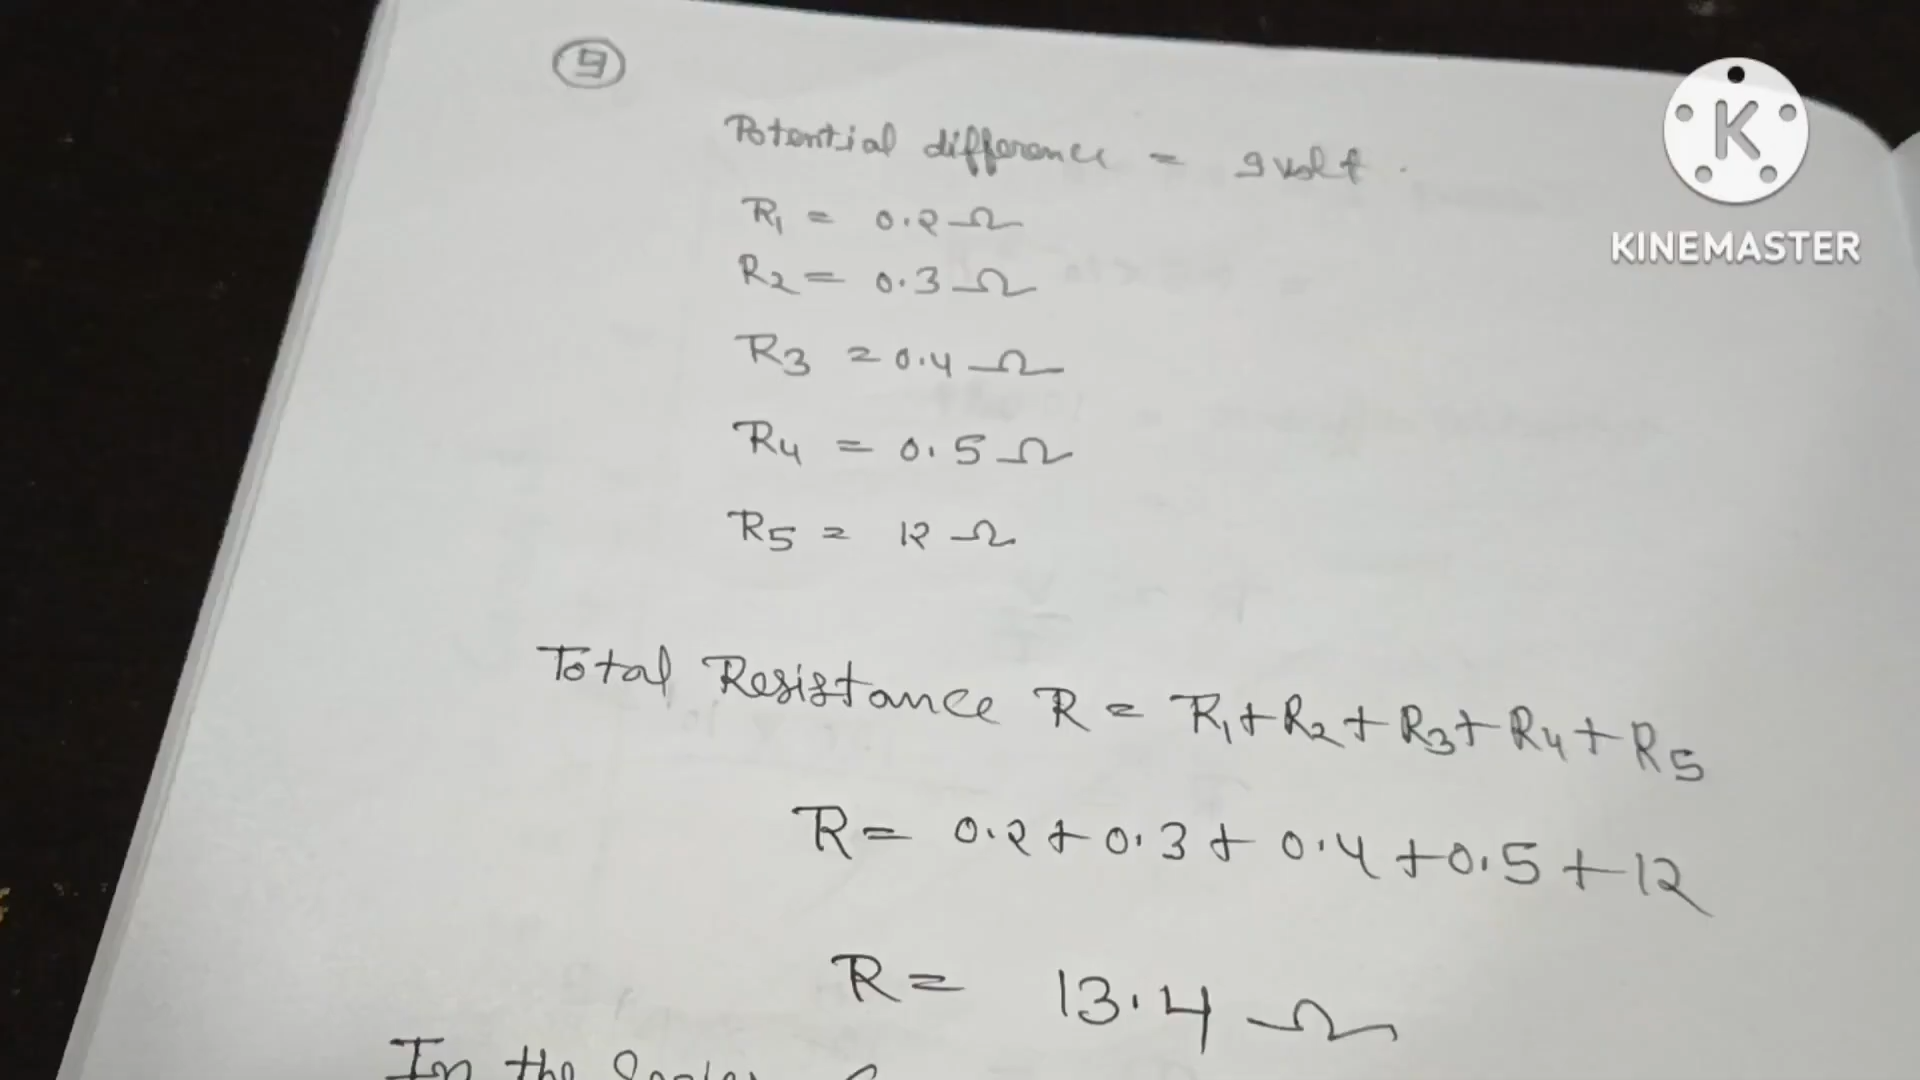 9
Potential difference = 9 volt.
R1 = 0.2 Ω
R2 = 0.3 Ω
R3 = 0.4 Ω
R4 = 0.5 Ω
R5 = 12 Ω
Total Resistance R = R1+R2+R3+R4+R5
R = 0.2+0.3+0.4+0.5+12
R = 13.4 Ω
In the
K
KINEMASTER